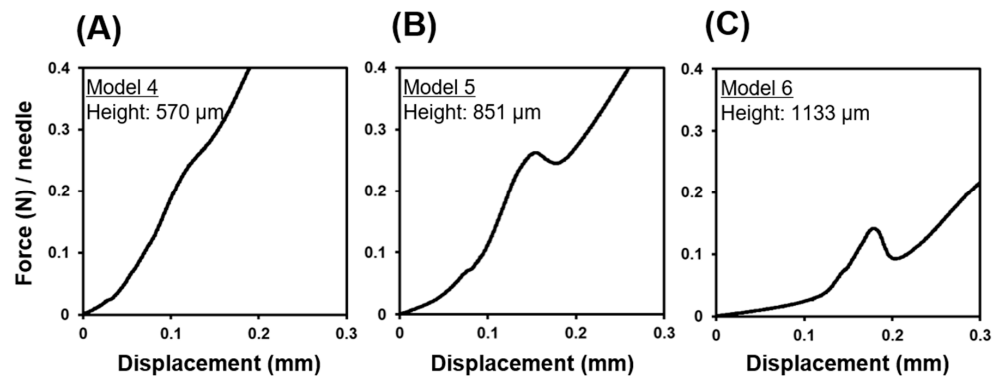 (A)
(B)
(C)
Force (N) / needle
0.4
0.3
0.2
0.1
0
Model 4
Height: 570 μm
0
0.1
0.2
0.3
Displacement (mm)
0.4
0.3
0.2
0.1
0
Model 5
Height: 851 μm
0
0.1
0.2
0.3
Displacement (mm)
0.4
0.3
0.2
0.1
0
Model 6
Height: 1133 μm
0
0.1
0.2
0.3
Displacement (mm)